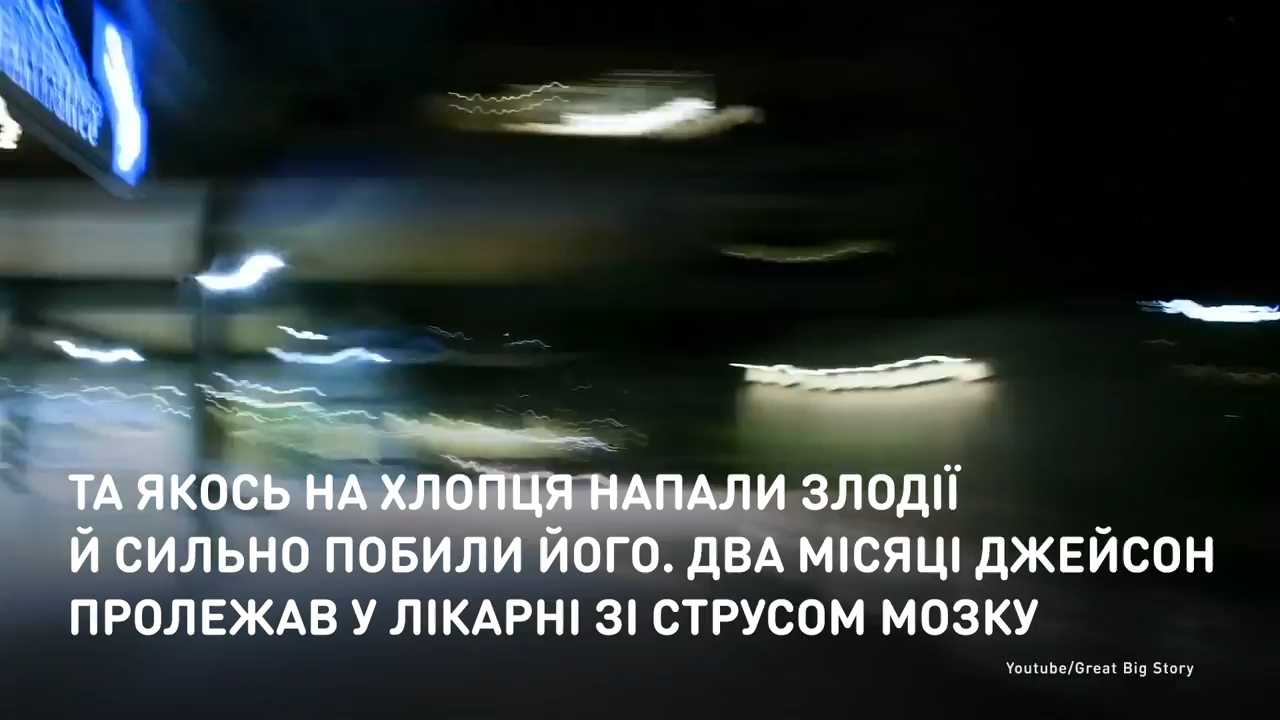 ТА ЯКОСЬ НА ХЛОПЦЯ НАПАЛИ ЗЛОДІЇ
Й СИЛЬНО ПОБИЛИ ЙОГО. ДВА МІСЯЦІ ДЖЕЙСОН
ПРОЛЕЖАВ У ЛІКАРНІ ЗІ СТРУСОМ МОЗКУ
Youtube/Great Big Story